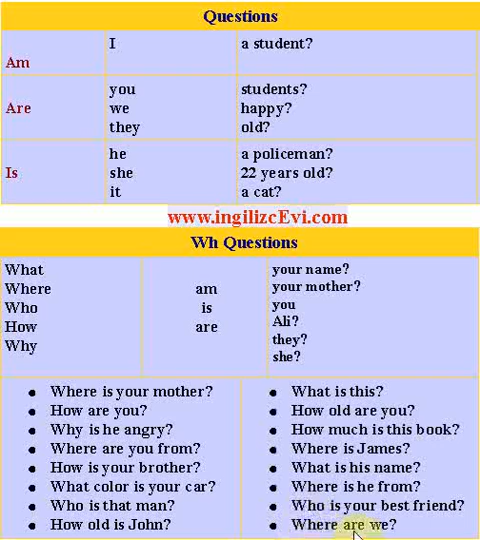 Questions
Am I a student?
Are you students?
we happy?
they old?
Is he a policeman?
she 22 years old?
it a cat?
www.ingilizcEvi.com
Wh Questions
What your name?
Where am your mother?
Who is you
How are Ali?
Why they?
she?
Where is your mother?
How are you?
Why is he angry?
Where are you from?
How is your brother?
What color is your car?
Who is that man?
How old is John?
What is this?
How old are you?
How much is this book?
Where is James?
What is his name?
Where is he from?
Who is your best friend?
Where are we?